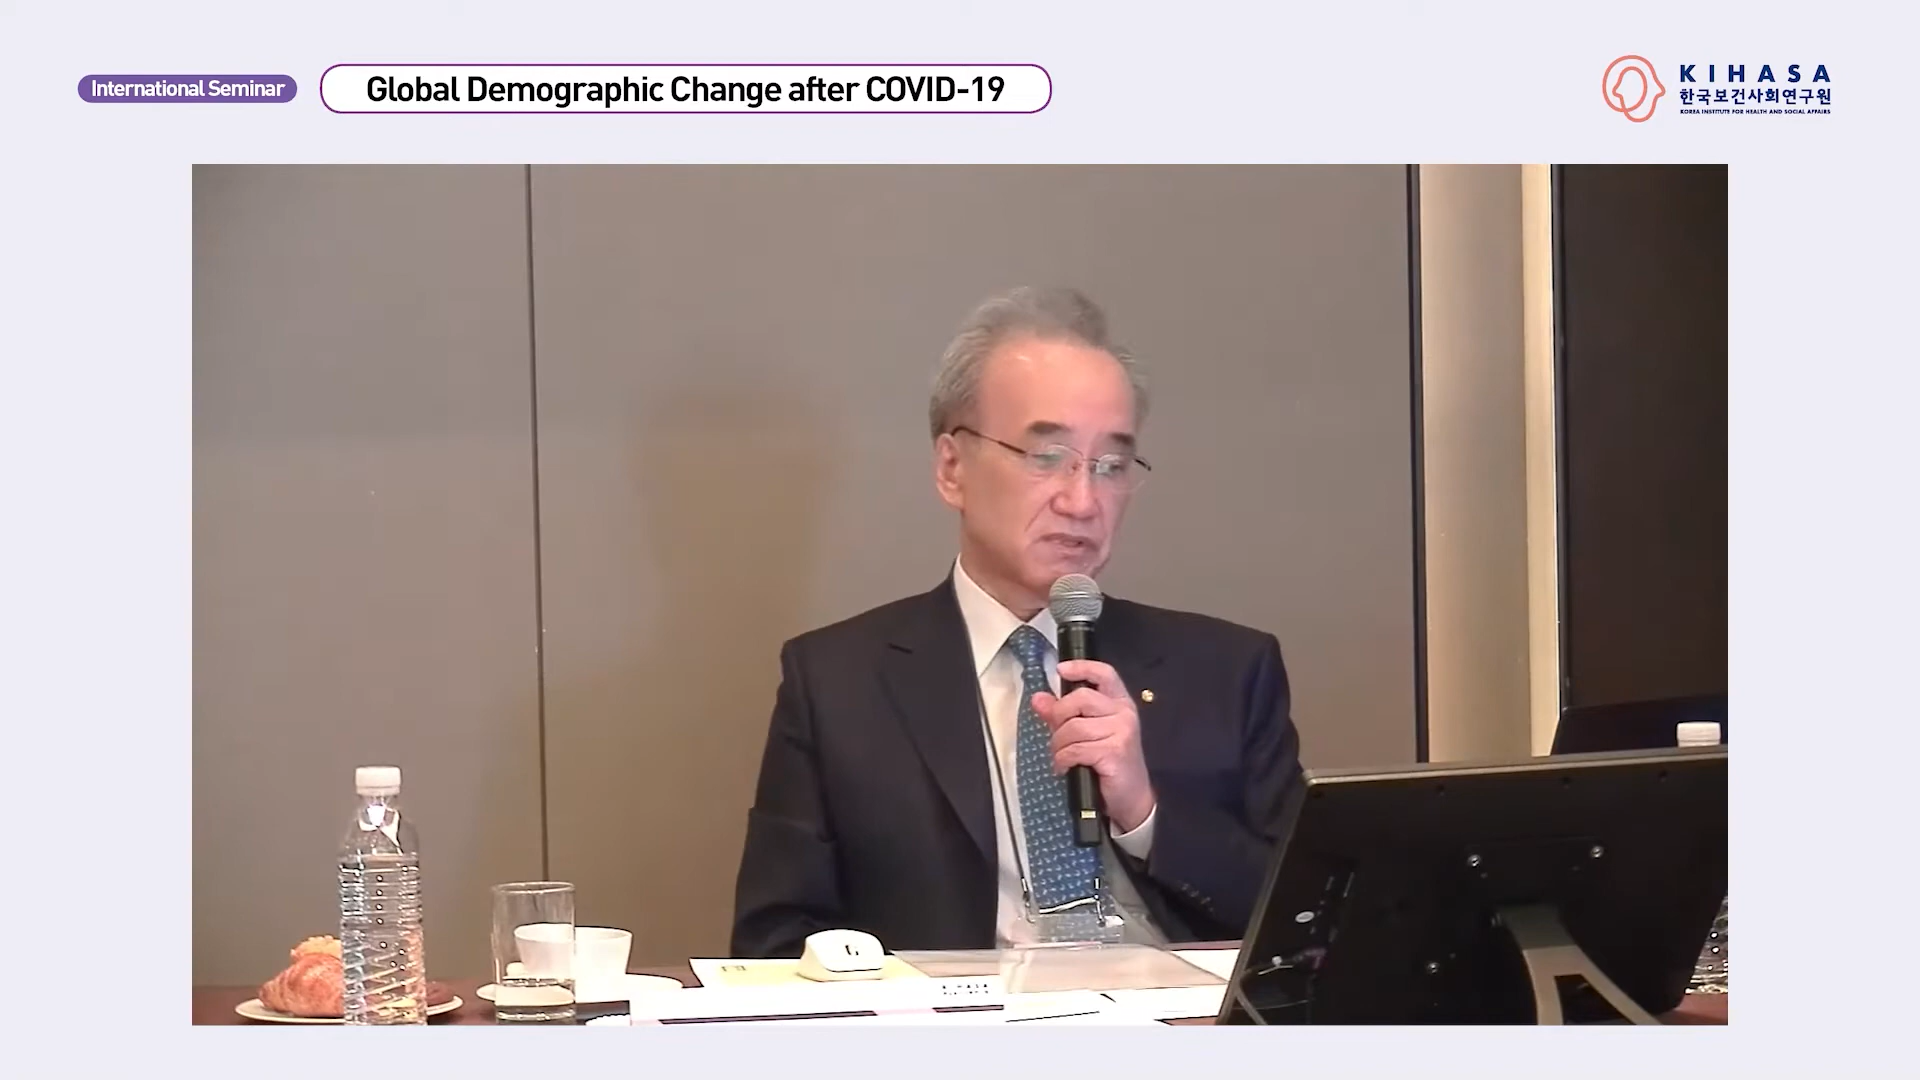 International Seminar
Global Demographic Change after COVID-19
KIHASA
한국보건사회연구원
KOREA INSTITUTE FOR HEALTH AND SOCIAL AFFAIRS
KIHASA